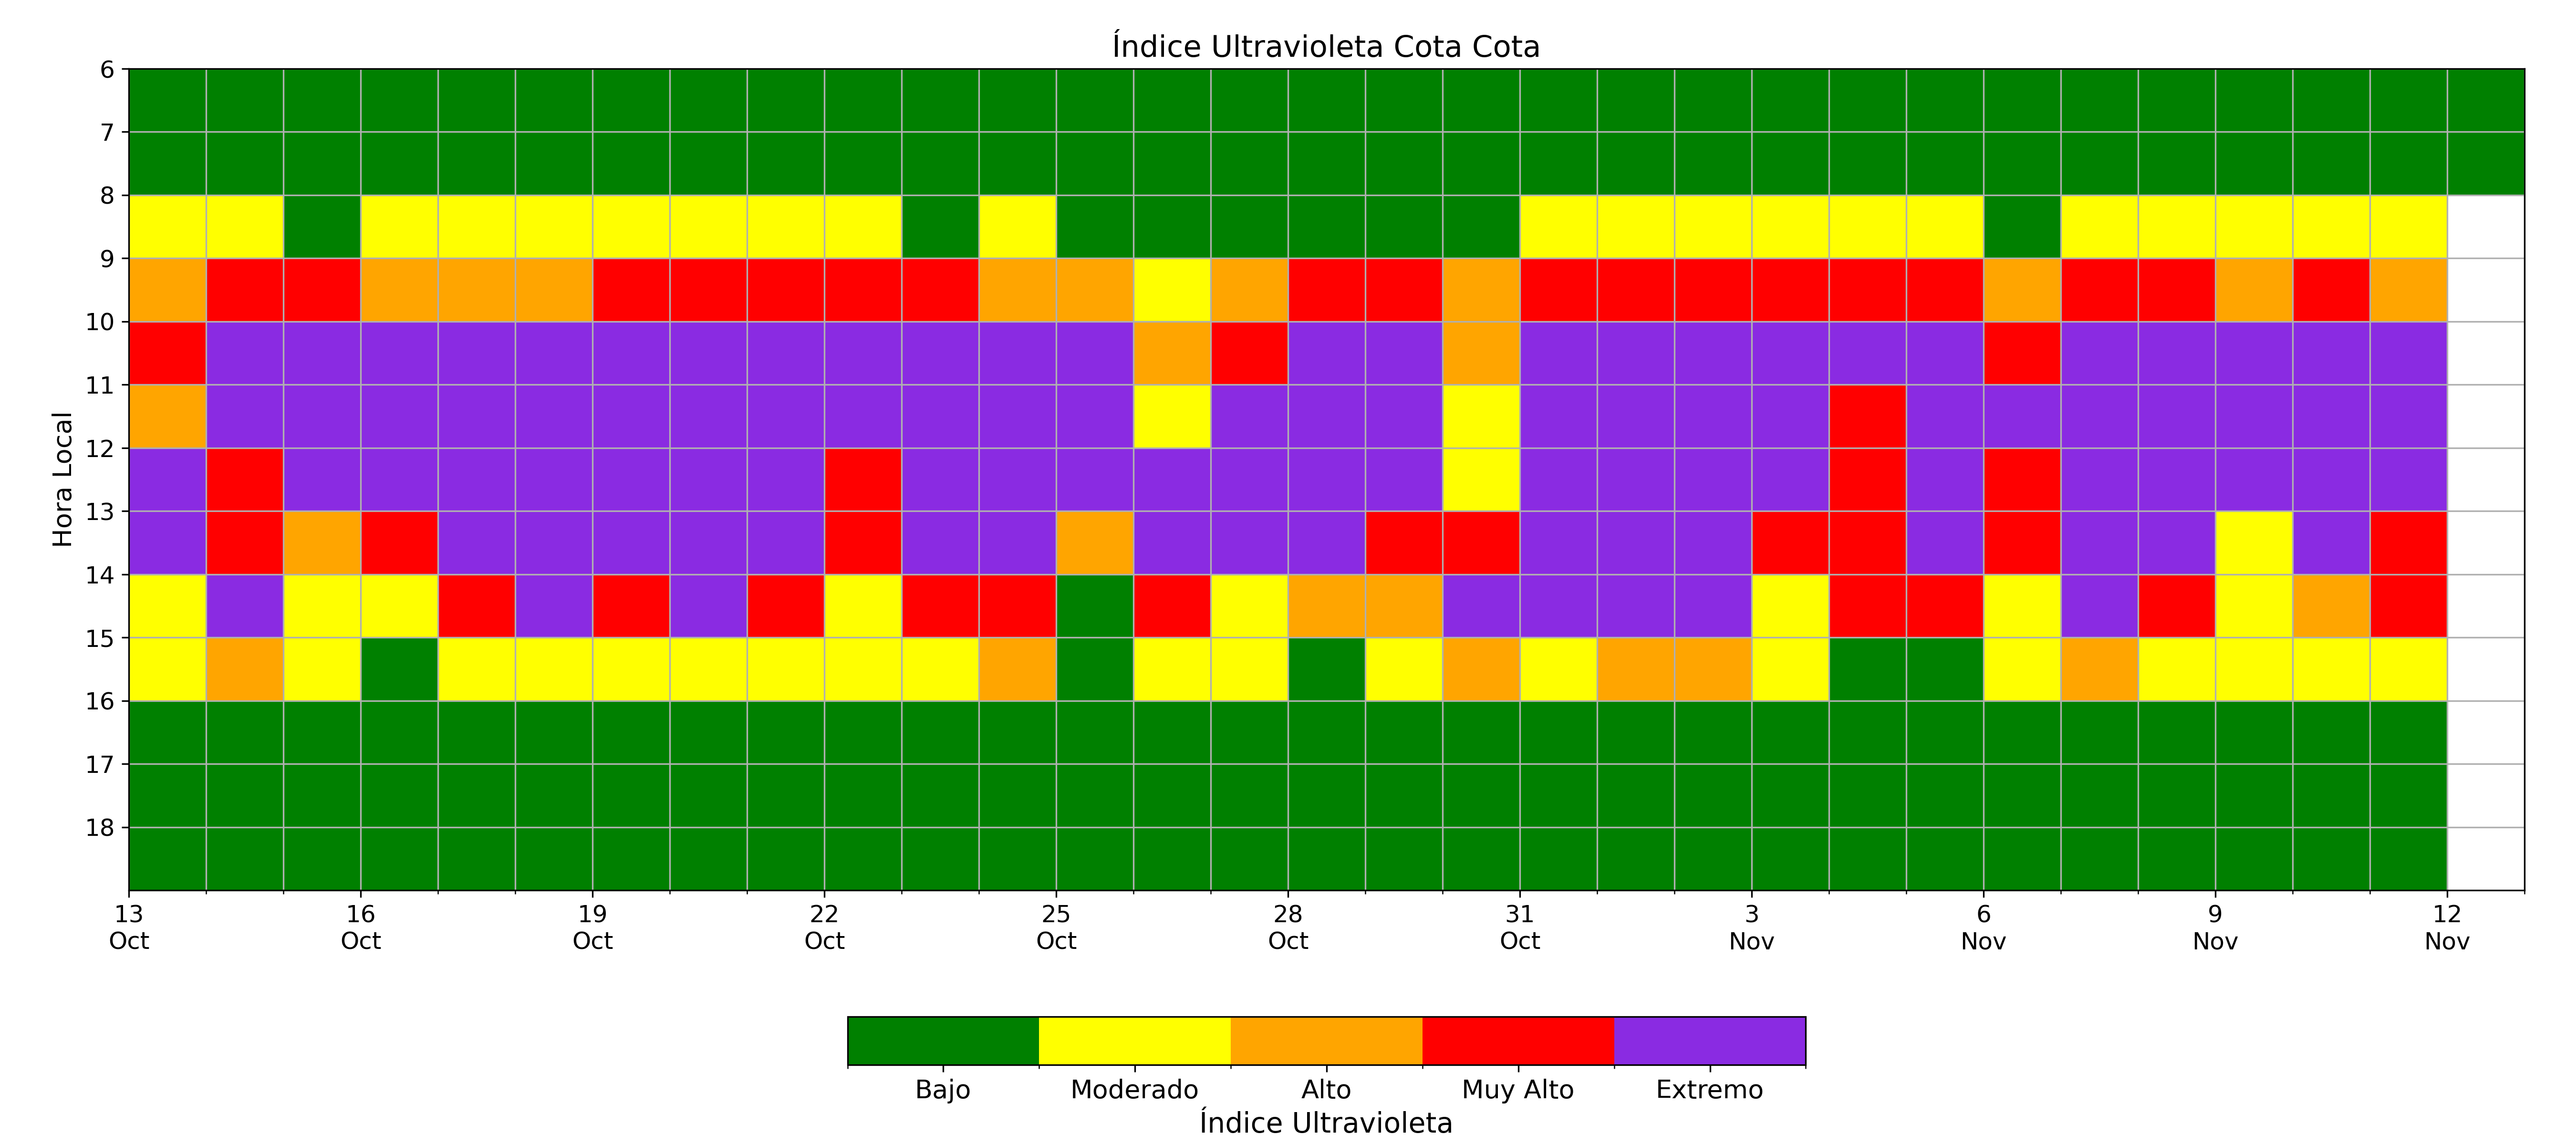 Índice Ultravioleta Cota Cota
Hora Local
6
7
8
9
10
11
12
13
14
15
16
17
18
13 16 19 22 25 28 31 3 6 9 12
Oct Oct Oct Oct Oct Oct Oct Nov Nov Nov Nov
Bajo Moderado Alto Muy Alto Extremo
Índice Ultravioleta